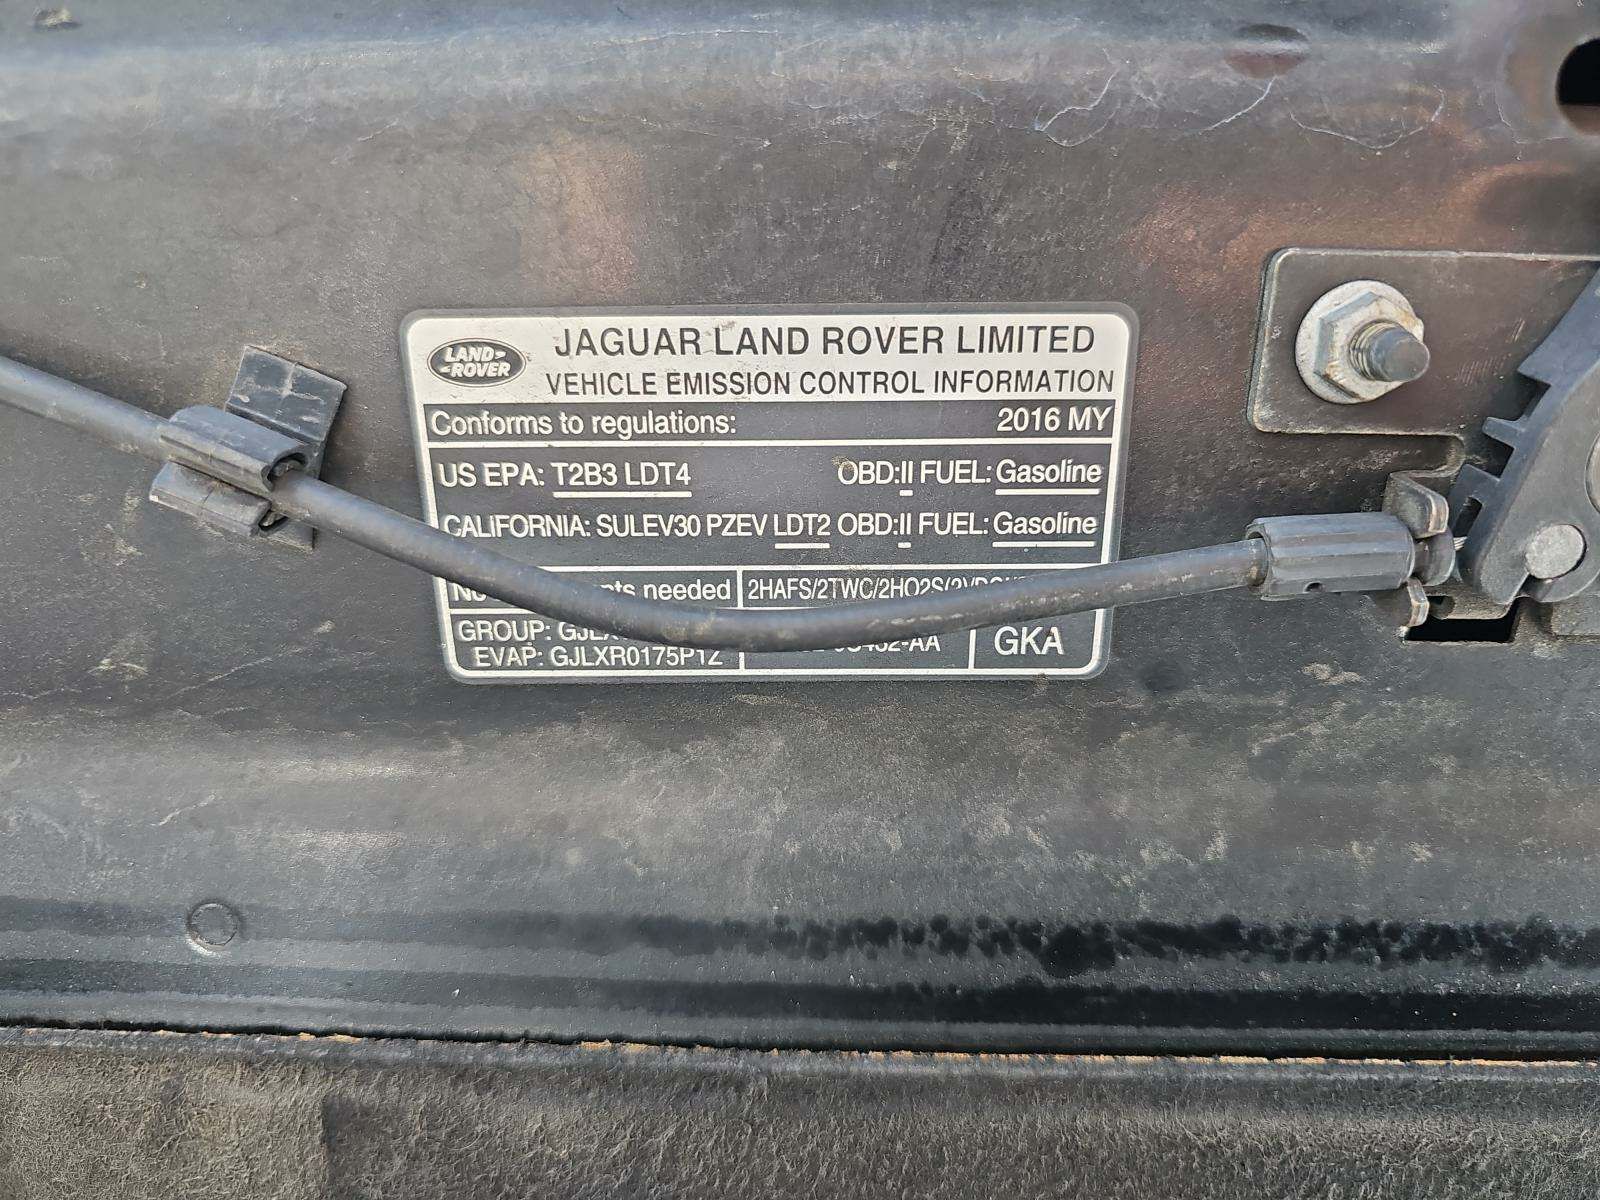 LAND-
-ROVER
JAGUAR LAND ROVER LIMITED
VEHICLE EMISSION CONTROL INFORMATION
Conforms to regulations: 2016 MY
US EPA: T2B3 LDT4 OBD:II FUEL: Gasoline
CALIFORNIA: SULEV30 PZEV LDT2 OBD:II FUEL: Gasoline
needed 2HAFS/2TWC/2HO2S/
GROUP: GKA
EVAP: GJLXR0175P1Z